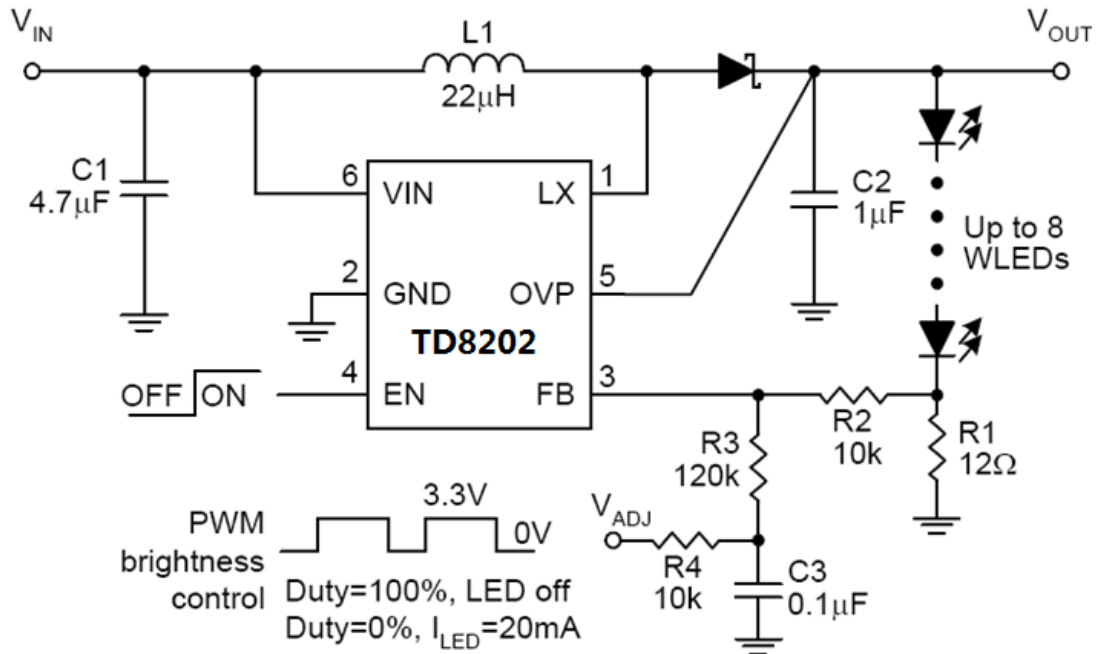 VIN
VOUT
L1
22μH
C1
4.7μF
6
VIN
LX
1
2
GND
OVP
5
TD8202
4
EN
FB
3
C2
1μF
Up to 8
WLEDs
OFF
ON
R2
10k
R1
12Ω
R3
120k
VADJ
R4
10k
C3
0.1μF
PWM
brightness
control
3.3V
0V
Duty=100%, LED off
Duty=0%, ILED=20mA